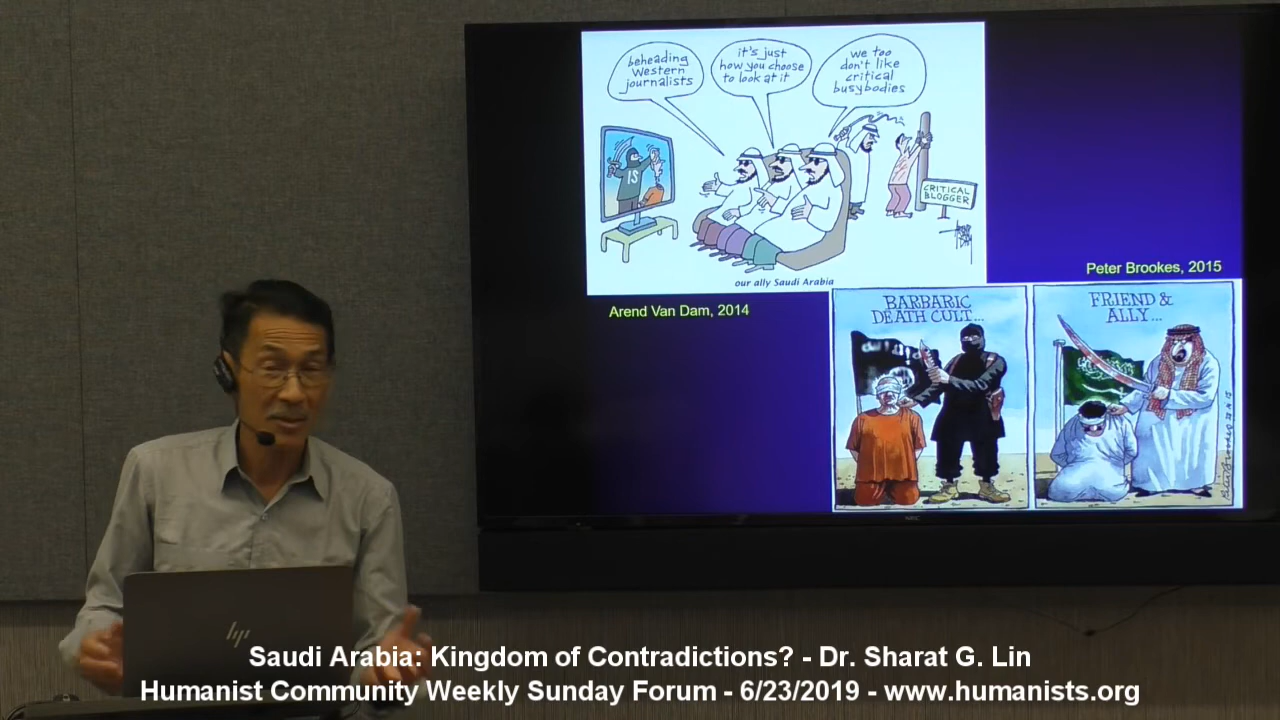 beheading
Western
journalists
it's just
how you choose
to look at it
we too
don't like
critical
busybodies
IS
CRITICAL
BLOGGER
our ally Saudi Arabia
Arend Van Dam, 2014
Peter Brookes, 2015
BARBARIC
DEATH CULT...
FRIEND &
ALLY...
NEC
hp
Saudi Arabia: Kingdom of Contradictions? - Dr. Sharat G. Lin
Humanist Community Weekly Sunday Forum - 6/23/2019 - www.humanists.org